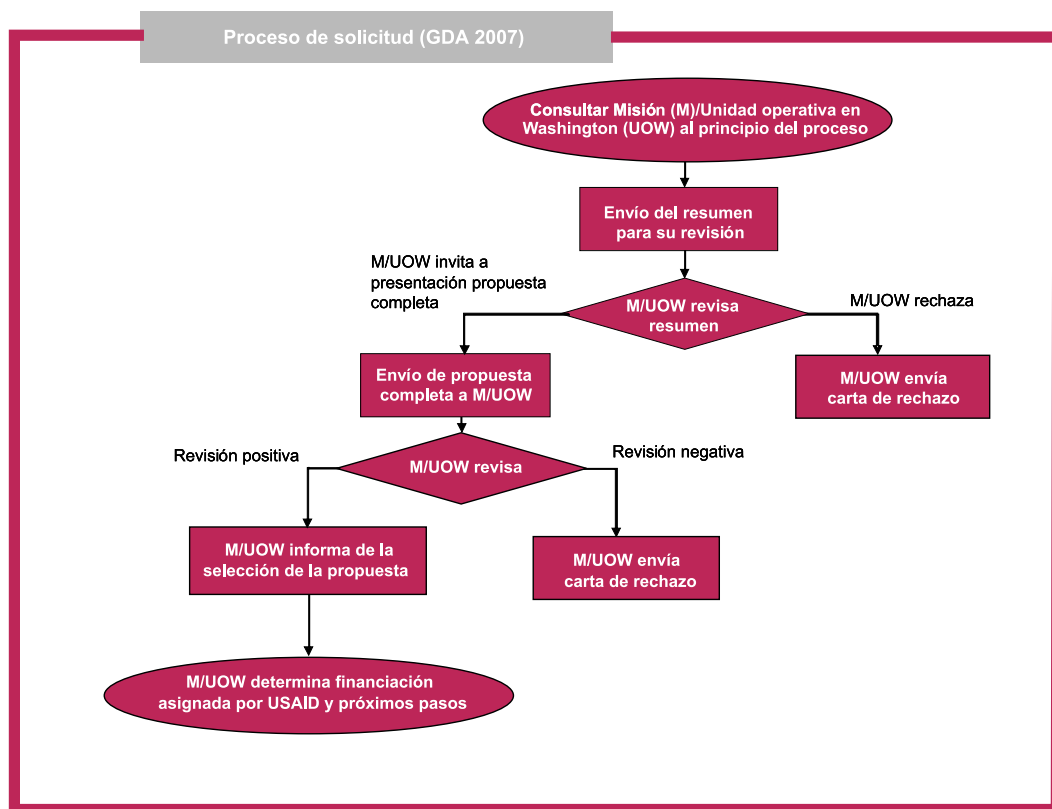 Proceso de solicitud (GDA 2007)
Consultar Misión (M)/Unidad operativa en
Washington (UOW) al principio del proceso
Envío del resumen
para su revisión
M/UOW invita a
presentación propuesta
completa
M/UOW revisa
resumen
M/UOW rechaza
Envío de propuesta
completa a M/UOW
M/UOW envía
carta de rechazo
Revisión positiva
M/UOW revisa
Revisión negativa
M/UOW informa de la
selección de la propuesta
M/UOW envía
carta de rechazo
M/UOW determina financiación
asignada por USAID y próximos pasos